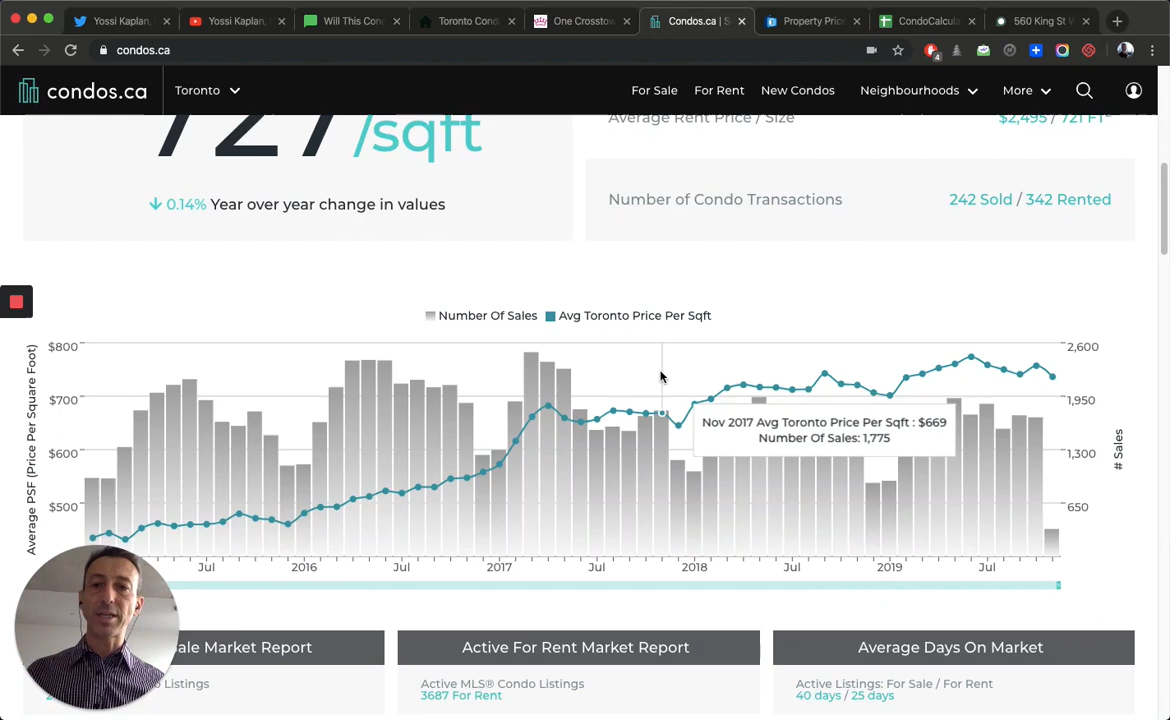 Yossi Kaplan,
Yossi Kaplan,
Will This Con
Toronto Cond
One Crosstow
Condos.ca | S
Property Pric
CondoCalcul
560 King St W
condos.ca
4
condos.ca
Toronto
For Sale
For Rent
New Condos
Neighbourhoods
More
727/sqft
Average Rent Price / Size
$2,495 / 721 FT²
0.14% Year over year change in values
Number of Condo Transactions
242 Sold / 342 Rented
Number Of Sales
Avg Toronto Price Per Sqft
Average PSF (Price Per Square Foot)
$800
$700
$600
$500
2,600
1,950
1,300
650
# Sales
Nov 2017 Avg Toronto Price Per Sqft : $669
Number Of Sales: 1,775
Jul
2016
Jul
2017
Jul
2018
Jul
2019
Jul
ale Market Report
Active For Rent Market Report
Average Days On Market
Listings
Active MLS® Condo Listings
3687 For Rent
Active Listings: For Sale / For Rent
40 days / 25 days